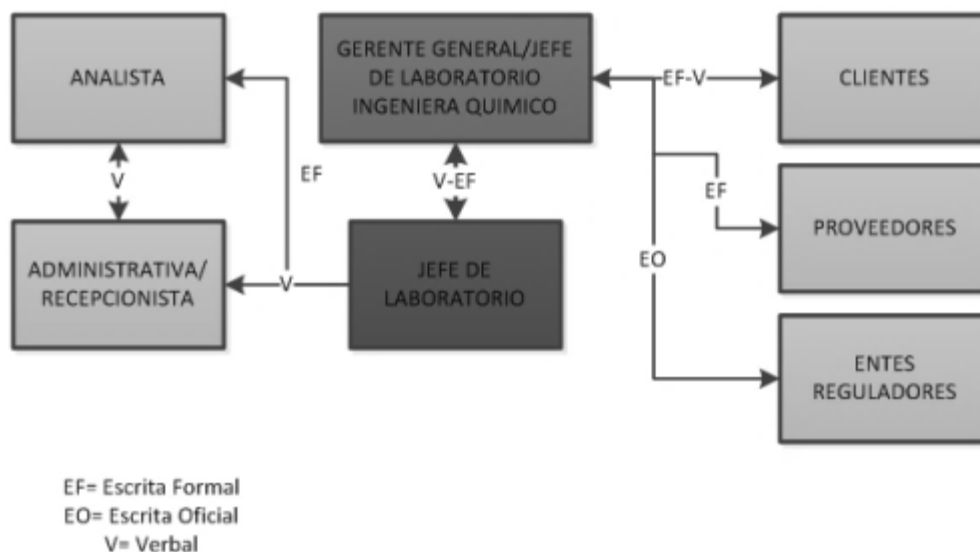 ANALISTA
GERENTE GENERAL/JEFE
DE LABORATORIO
INGENIERA QUIMICO
EF-V
CLIENTES
V
EF
V-EF
EF
PROVEEDORES
ADMINISTRATIVA/
RECEPCIONISTA
V
JEFE DE
LABORATORIO
EO
ENTES
REGULADORES
EF= Escrita Formal
EO= Escrita Oficial
V= Verbal